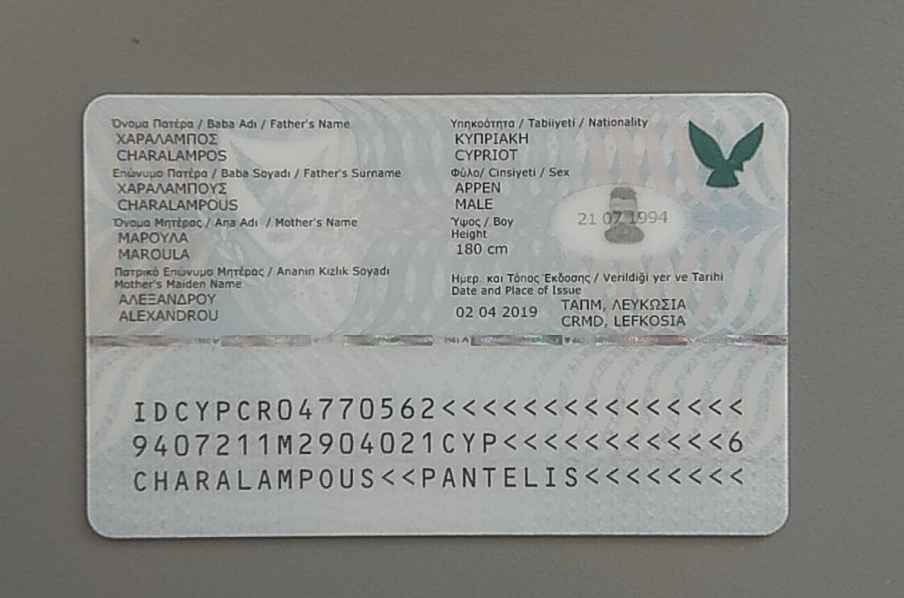 Όνομα Πατέρα / Baba Adı / Father's Name
ΧΑΡΑΛΑΜΠΟΣ
CHARALAMPOS
Επώνυμο Πατέρα / Baba Soyadı / Father's Surname
ΧΑΡΑΛΑΜΠΟΥΣ
CHARALAMPOUS
Όνομα Μητέρας / Ana Adı / Mother's Name
ΜΑΡΟΥΛΑ
MAROULA
Πατρικό Επώνυμο Μητέρας / Ananin Kızlık Soyadi
Mother's Maiden Name
ΑΛΕΞΑΝΔΡΟΥ
ALEXANDROU
Υπηκοότητα / Tabiiyeti / Nationality
ΚΥΠΡΙΑΚΗ
CYPRIOT
Φύλο/ Cinsiyeti / Sex
ΑΡΡΕΝ
MALE
Ύψος / Boy
Height
180 cm
21 07 1994
Ημερ. και Τόπος Έκδοσης / Verildiği yer ve Tarihi
Date and Place of Issue
02 04 2019
ΤΑΠΜ, ΛΕΥΚΩΣΙΑ
CRMD, LEFKOSIA
IDCYPCR04770562<<<<<<<<<<<<<<<
9407211M2904021CYP<<<<<<<<<<<6
CHARALAMPOUS<<PANTELIS<<<<<<<<